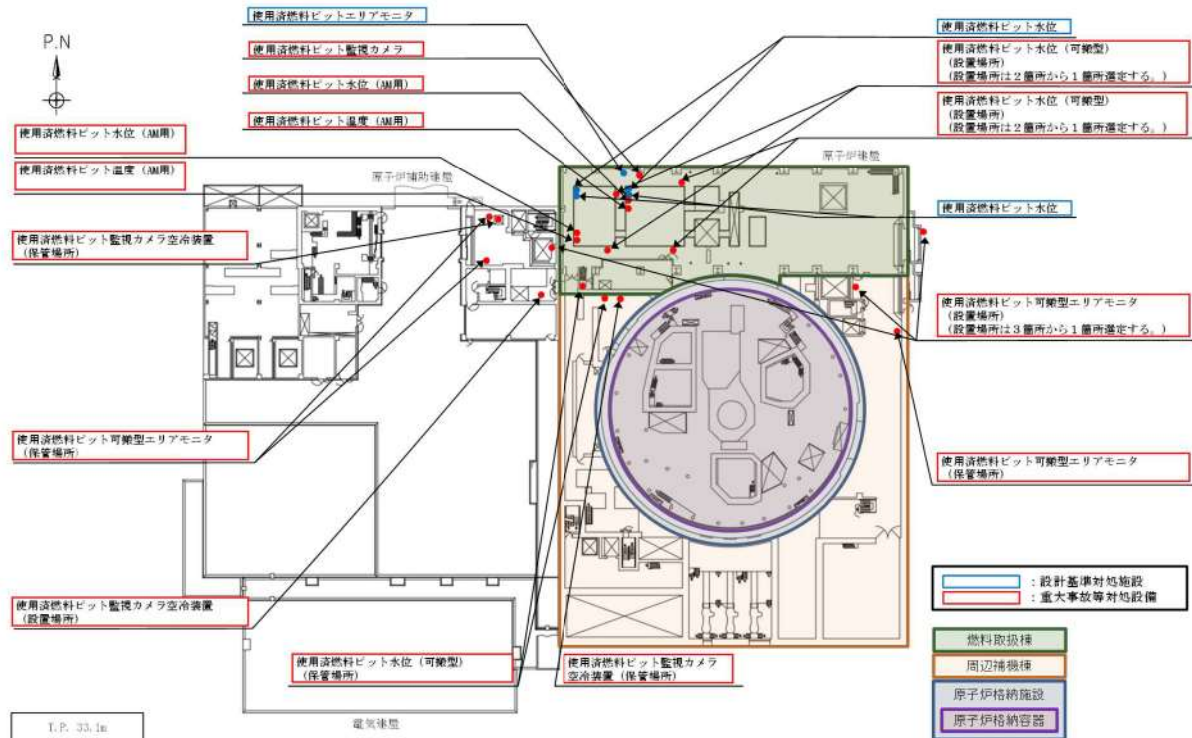 P.N
使用済燃料ピットエリアモニタ
使用済燃料ピット監視カメラ
使用済燃料ピット水位（AM用）
使用済燃料ピット温度（AM用）
使用済燃料ピット水位（AM用）
使用済燃料ピット温度（AM用）
使用済燃料ピット監視カメラ空冷装置
（保管場所）
使用済燃料ピット可搬型エリアモニタ
（保管場所）
使用済燃料ピット監視カメラ空冷装置
（設置場所）
使用済燃料ピット水位（可搬型）
（保管場所）
使用済燃料ピット監視カメラ
空冷装置（保管場所）
原子炉補助建屋
原子炉建屋
電気建屋
T.P. 33.1m
使用済燃料ピット水位
使用済燃料ピット水位（可搬型）
（設置場所）
（設置場所は２箇所から１箇所選定する。）
使用済燃料ピット水位（可搬型）
（設置場所）
（設置場所は２箇所から１箇所選定する。）
使用済燃料ピット水位
使用済燃料ピット可搬型エリアモニタ
（設置場所）
（設置場所は３箇所から１箇所選定する。）
使用済燃料ピット可搬型エリアモニタ
（保管場所）
：設計基準対処施設
：重大事故等対処設備
燃料取扱棟
周辺補機棟
原子炉格納施設
原子炉格納容器